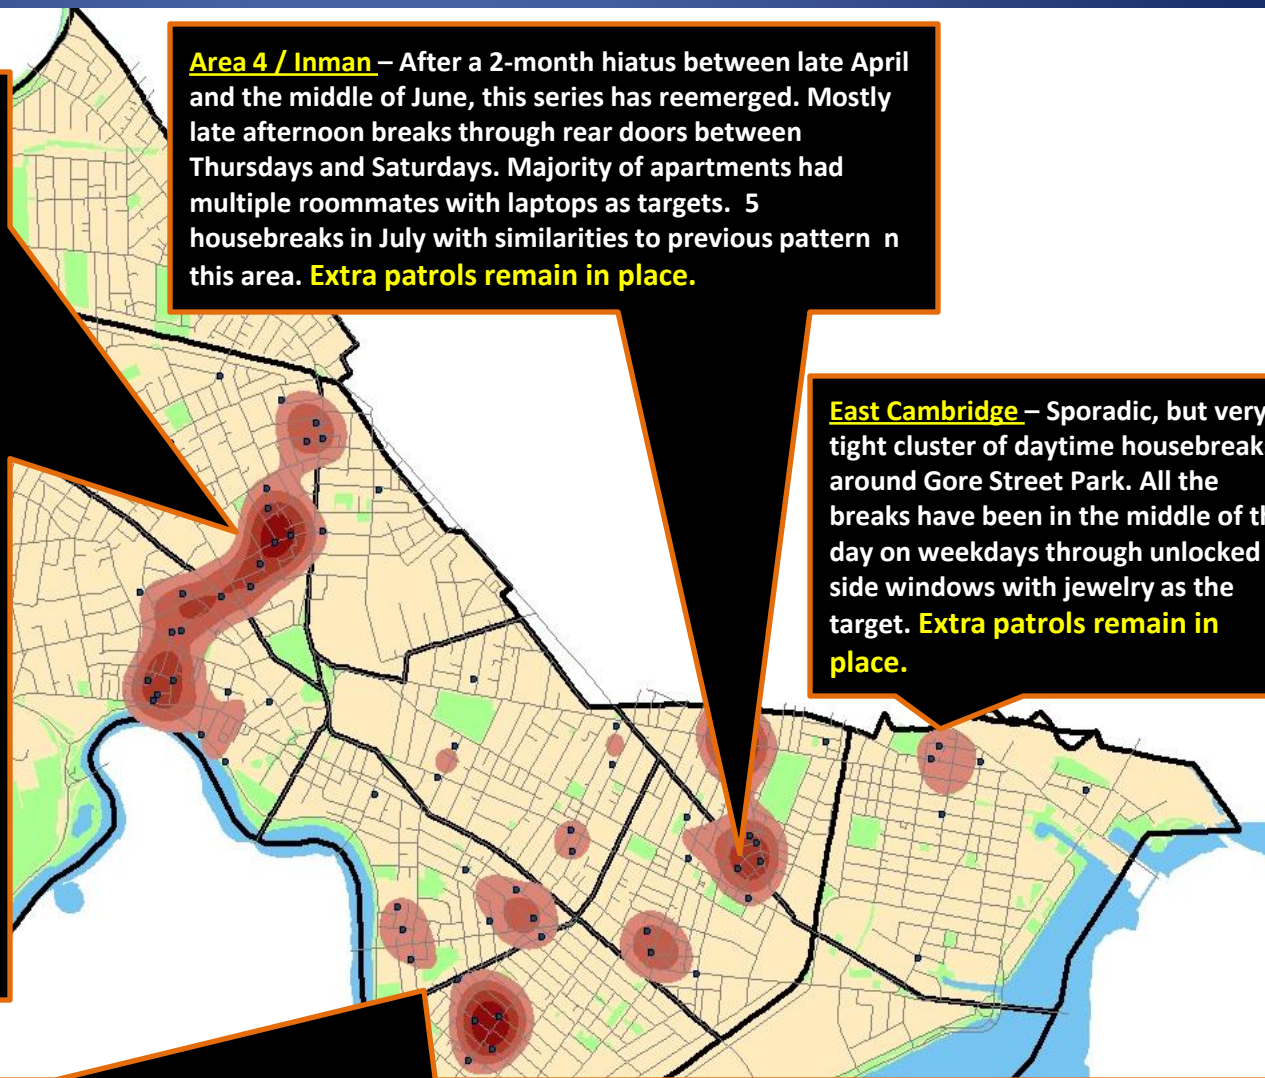 Area 4 / Inman – After a 2-month hiatus between late April
and the middle of June, this series has reemerged. Mostly
late afternoon breaks through rear doors between
Thursdays and Saturdays. Majority of apartments had
multiple roommates with laptops as targets.  5
housebreaks in July with similarities to previous pattern  n
this area. Extra patrols remain in place.
East Cambridge – Sporadic, but very
tight cluster of daytime housebreak
around Gore Street Park. All the
breaks have been in the middle of th
day on weekdays through unlocked
side windows with jewelry as the
target. Extra patrols remain in
place.